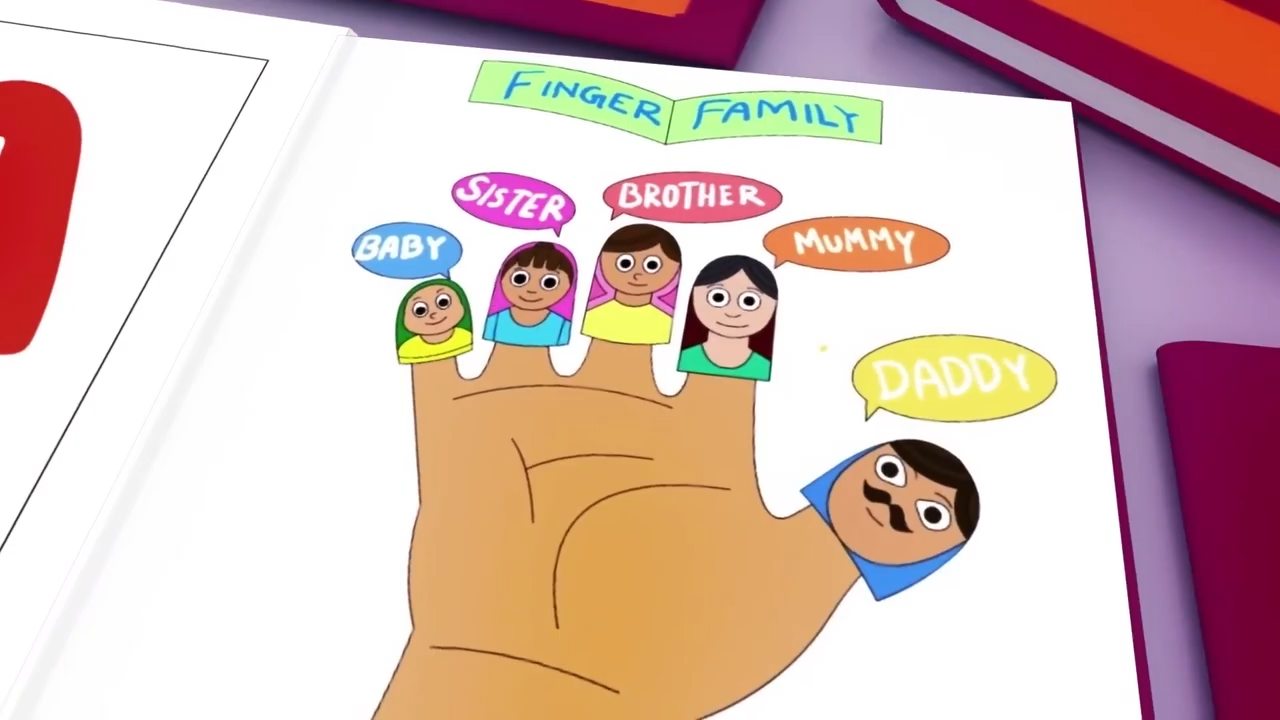 FINGER FAMILY
SISTER
BROTHER
BABY
MUMMY
DADDY